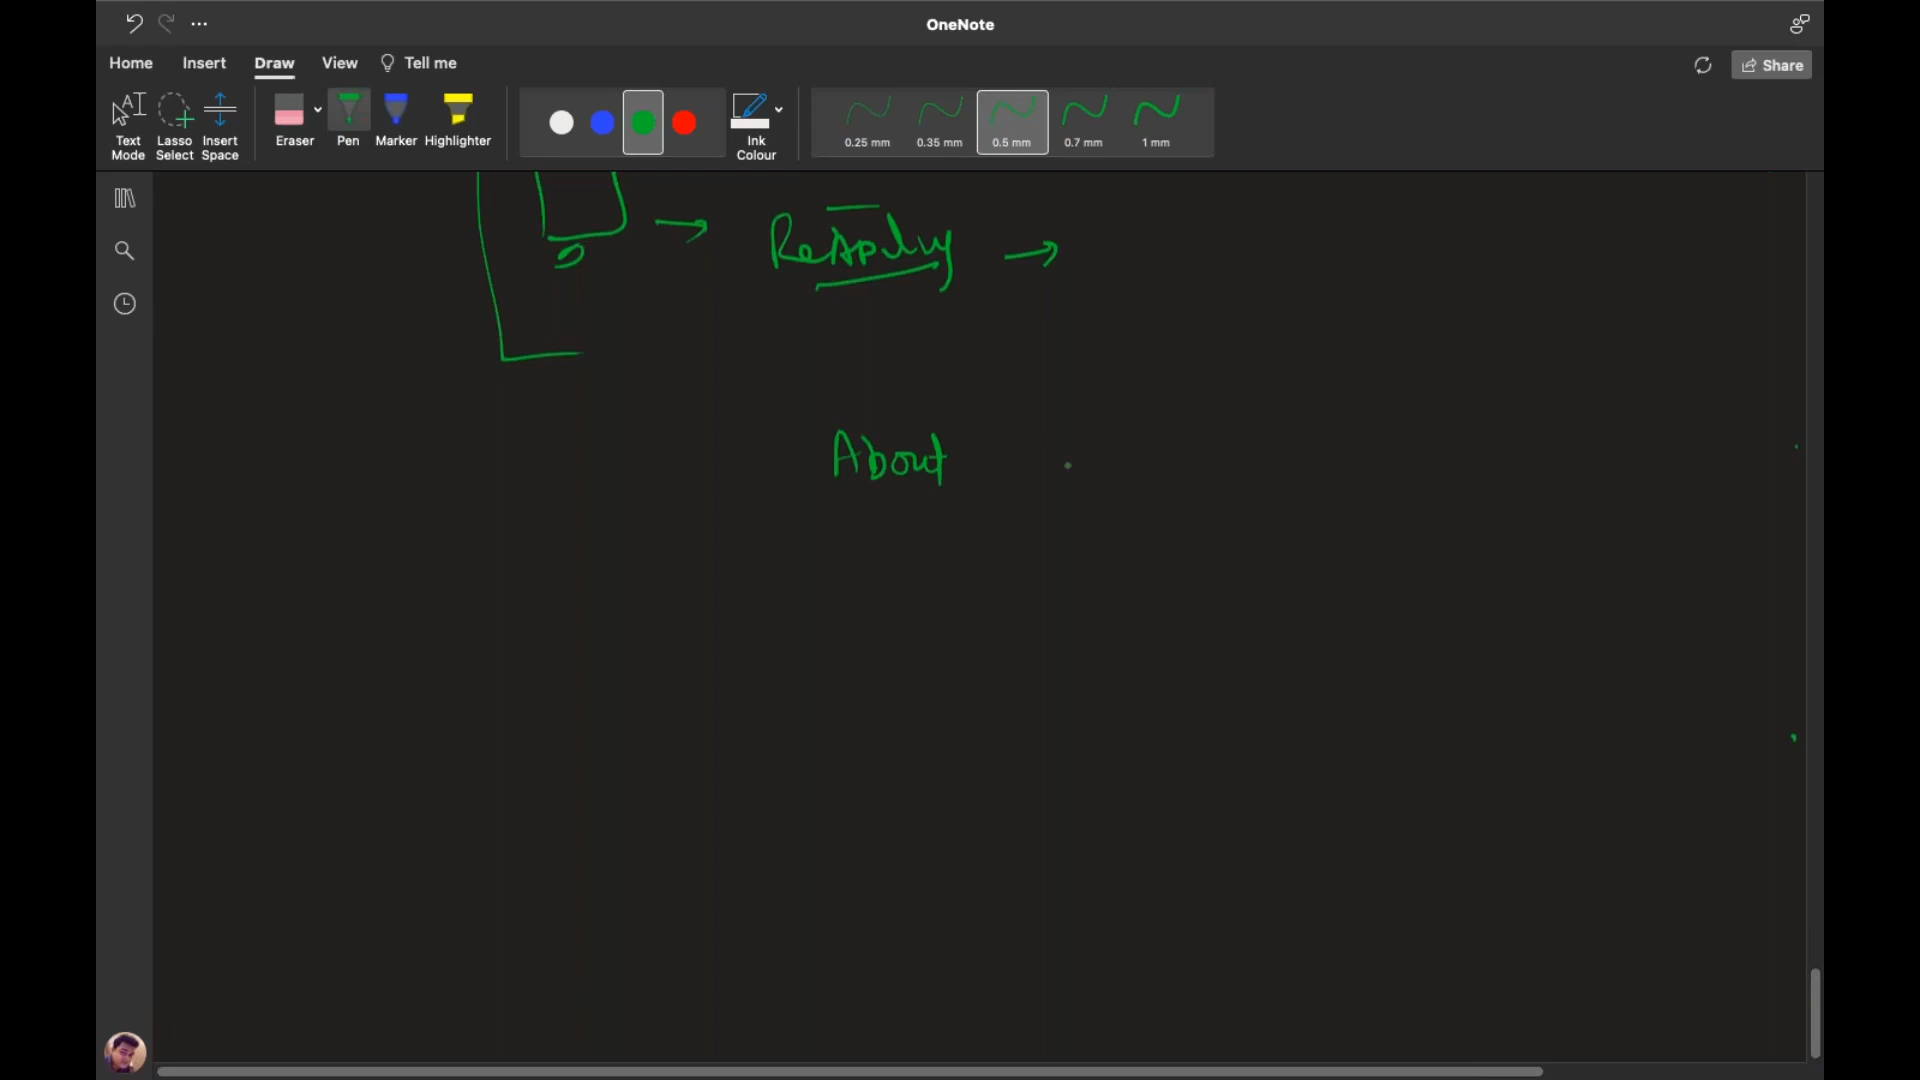 OneNote
Home Insert Draw View Tell me
Share
Text Mode
Lasso Select
Insert Space
Eraser
Pen
Marker
Highlighter
Ink Colour
0.25 mm
0.35 mm
0.5 mm
0.7 mm
1 mm
About